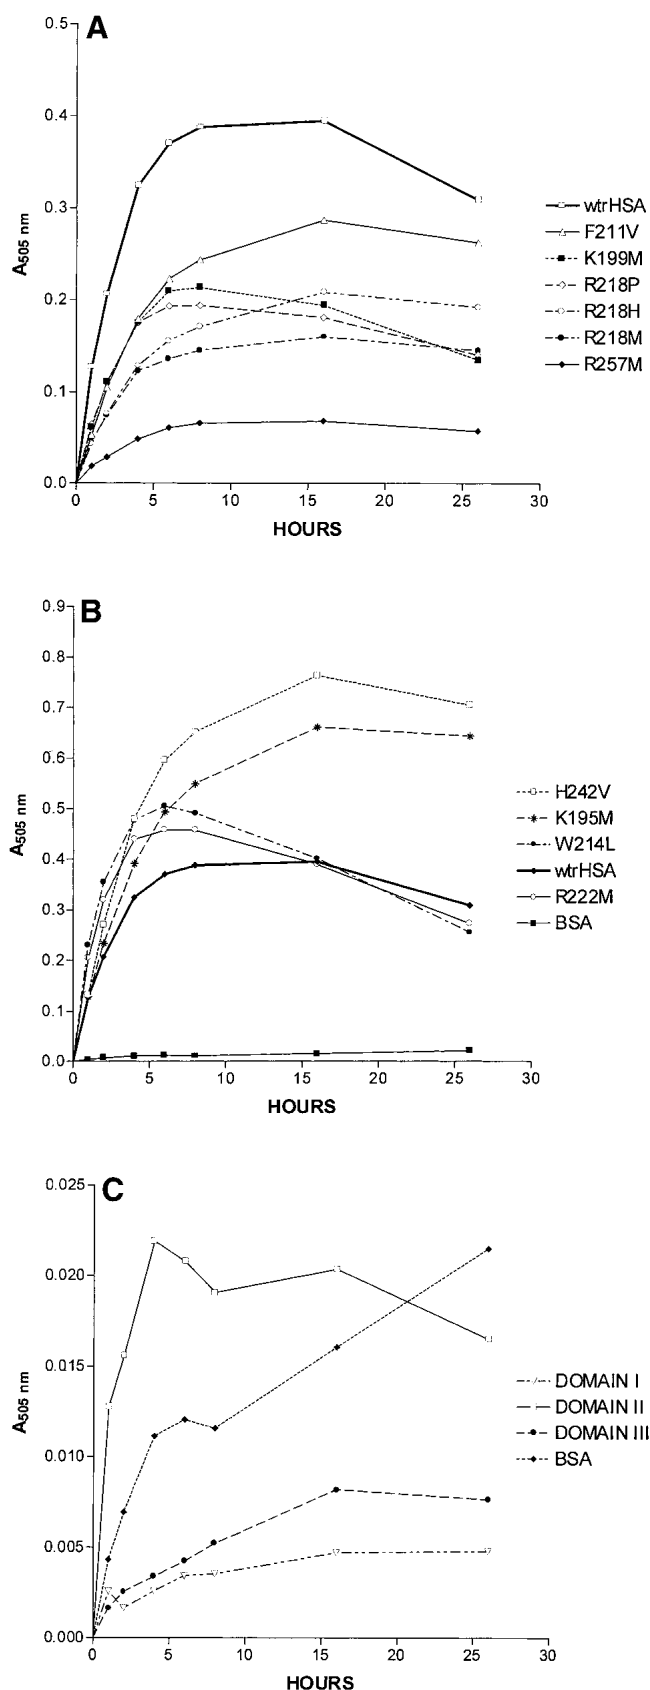 A
0.5
0.4
0.3
0.2
0.1
0.0
A505 nm
0 5 10 15 20 25 30
HOURS
wtrHSA
F211V
K199M
R218P
R218H
R218M
R257M
B
0.9
0.8
0.7
0.6
0.5
0.4
0.3
0.2
0.1
0.0
A505 nm
0 5 10 15 20 25 30
HOURS
H242V
K195M
W214L
wtrHSA
R222M
BSA
C
0.025
0.020
0.015
0.010
0.005
0.000
A505 nm
0 5 10 15 20 25 30
HOURS
DOMAIN I
DOMAIN II
DOMAIN III
BSA